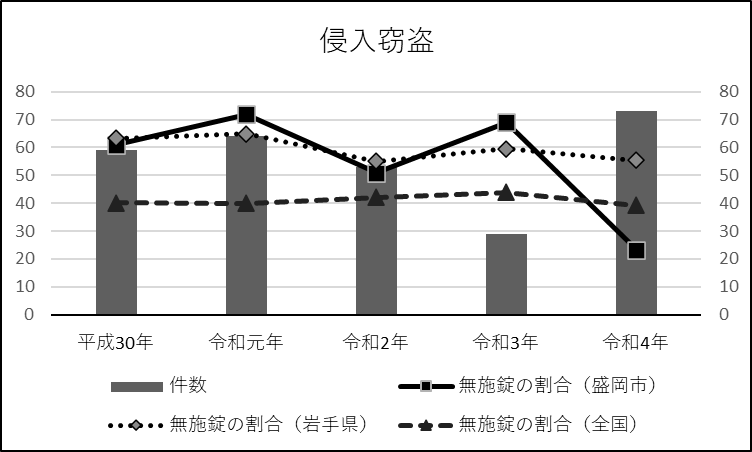 侵入窃盗
80 80
70 70
60 60
50 50
40 40
30 30
20 20
10 10
0 0
平成30年 令和元年 令和2年 令和3年 令和4年
件数 無施錠の割合（盛岡市）
無施錠の割合（岩手県） 無施錠の割合（全国）